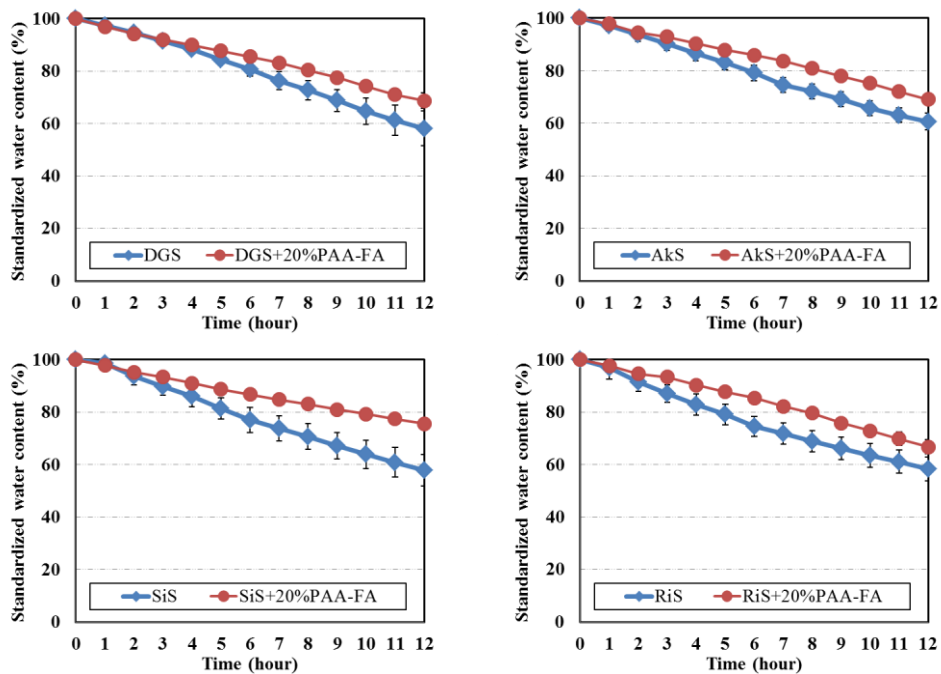 Standardized water content (%)
100
80
60
40
20
0
DGS DGS+20%PAA-FA
0 1 2 3 4 5 6 7 8 9 10 11 12
Time (hour)
Standardized water content (%)
100
80
60
40
20
0
AkS AkS+20%PAA-FA
0 1 2 3 4 5 6 7 8 9 10 11 12
Time (hour)
Standardized water content (%)
100
80
60
40
20
0
SiS SiS+20%PAA-FA
0 1 2 3 4 5 6 7 8 9 10 11 12
Time (hour)
Standardized water content (%)
100
80
60
40
20
0
RiS RiS+20%PAA-FA
0 1 2 3 4 5 6 7 8 9 10 11 12
Time (hour)